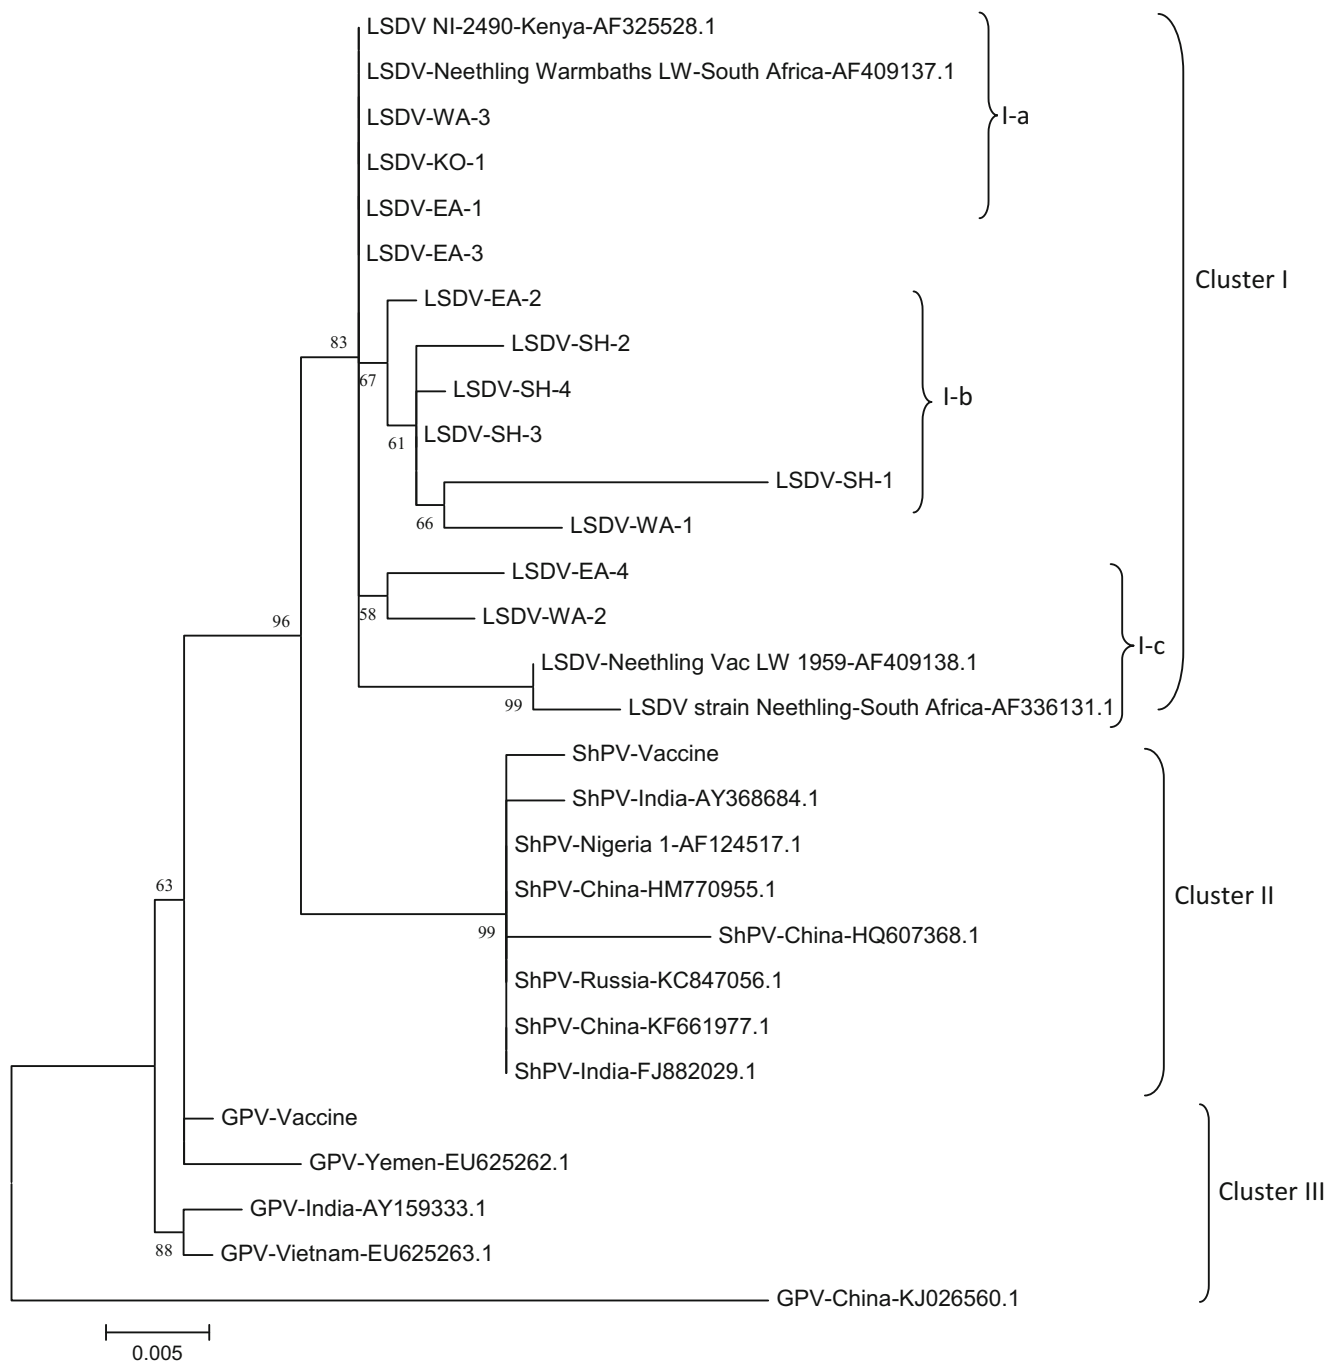 LSDV NI-2490-Kenya-AF325528.1
LSDV-Neethling Warmbaths LW-South Africa-AF409137.1
LSDV-WA-3
I-a
LSDV-KO-1
LSDV-EA-1
LSDV-EA-3
Cluster I
LSDV-EA-2
83
LSDV-SH-2
67
LSDV-SH-4
I-b
61
LSDV-SH-3
LSDV-SH-1
66
LSDV-WA-1
LSDV-EA-4
58
LSDV-WA-2
96
I-c
LSDV-Neethling Vac LW 1959-AF409138.1
99
LSDV strain Neethling-South Africa-AF336131.1
ShPV-Vaccine
ShPV-India-AY368684.1
ShPV-Nigeria 1-AF124517.1
63
ShPV-China-HM770955.1
Cluster II
99
ShPV-China-HQ607368.1
ShPV-Russia-KC847056.1
ShPV-China-KF661977.1
ShPV-India-FJ882029.1
GPV-Vaccine
GPV-Yemen-EU625262.1
Cluster III
GPV-India-AY159333.1
88
GPV-Vietnam-EU625263.1
GPV-China-KJ026560.1
0.005